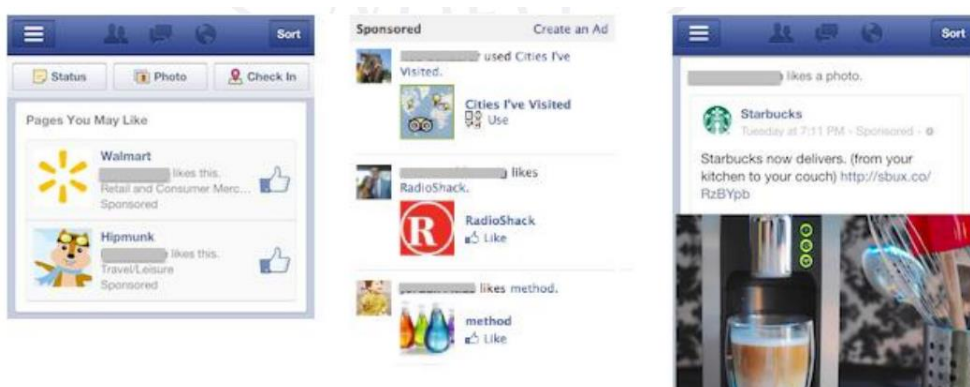 Sort
Status
Photo
Check In
Pages You May Like
Walmart
likes this.
Retail and Consumer Merc...
Sponsored
Hipmunk
likes this.
Travel/Leisure
Sponsored
Sponsored
Create an Ad
used Cities I've
Visited.
Cities I've Visited
Use
likes
RadioShack.
R
RadioShack
Like
likes method.
method
Like
Sort
likes a photo.
Starbucks
Tuesday at 7:11 PM · Sponsored ·
Starbucks now delivers. (from your
kitchen to your couch) http://sbux.co/
RzBYpb